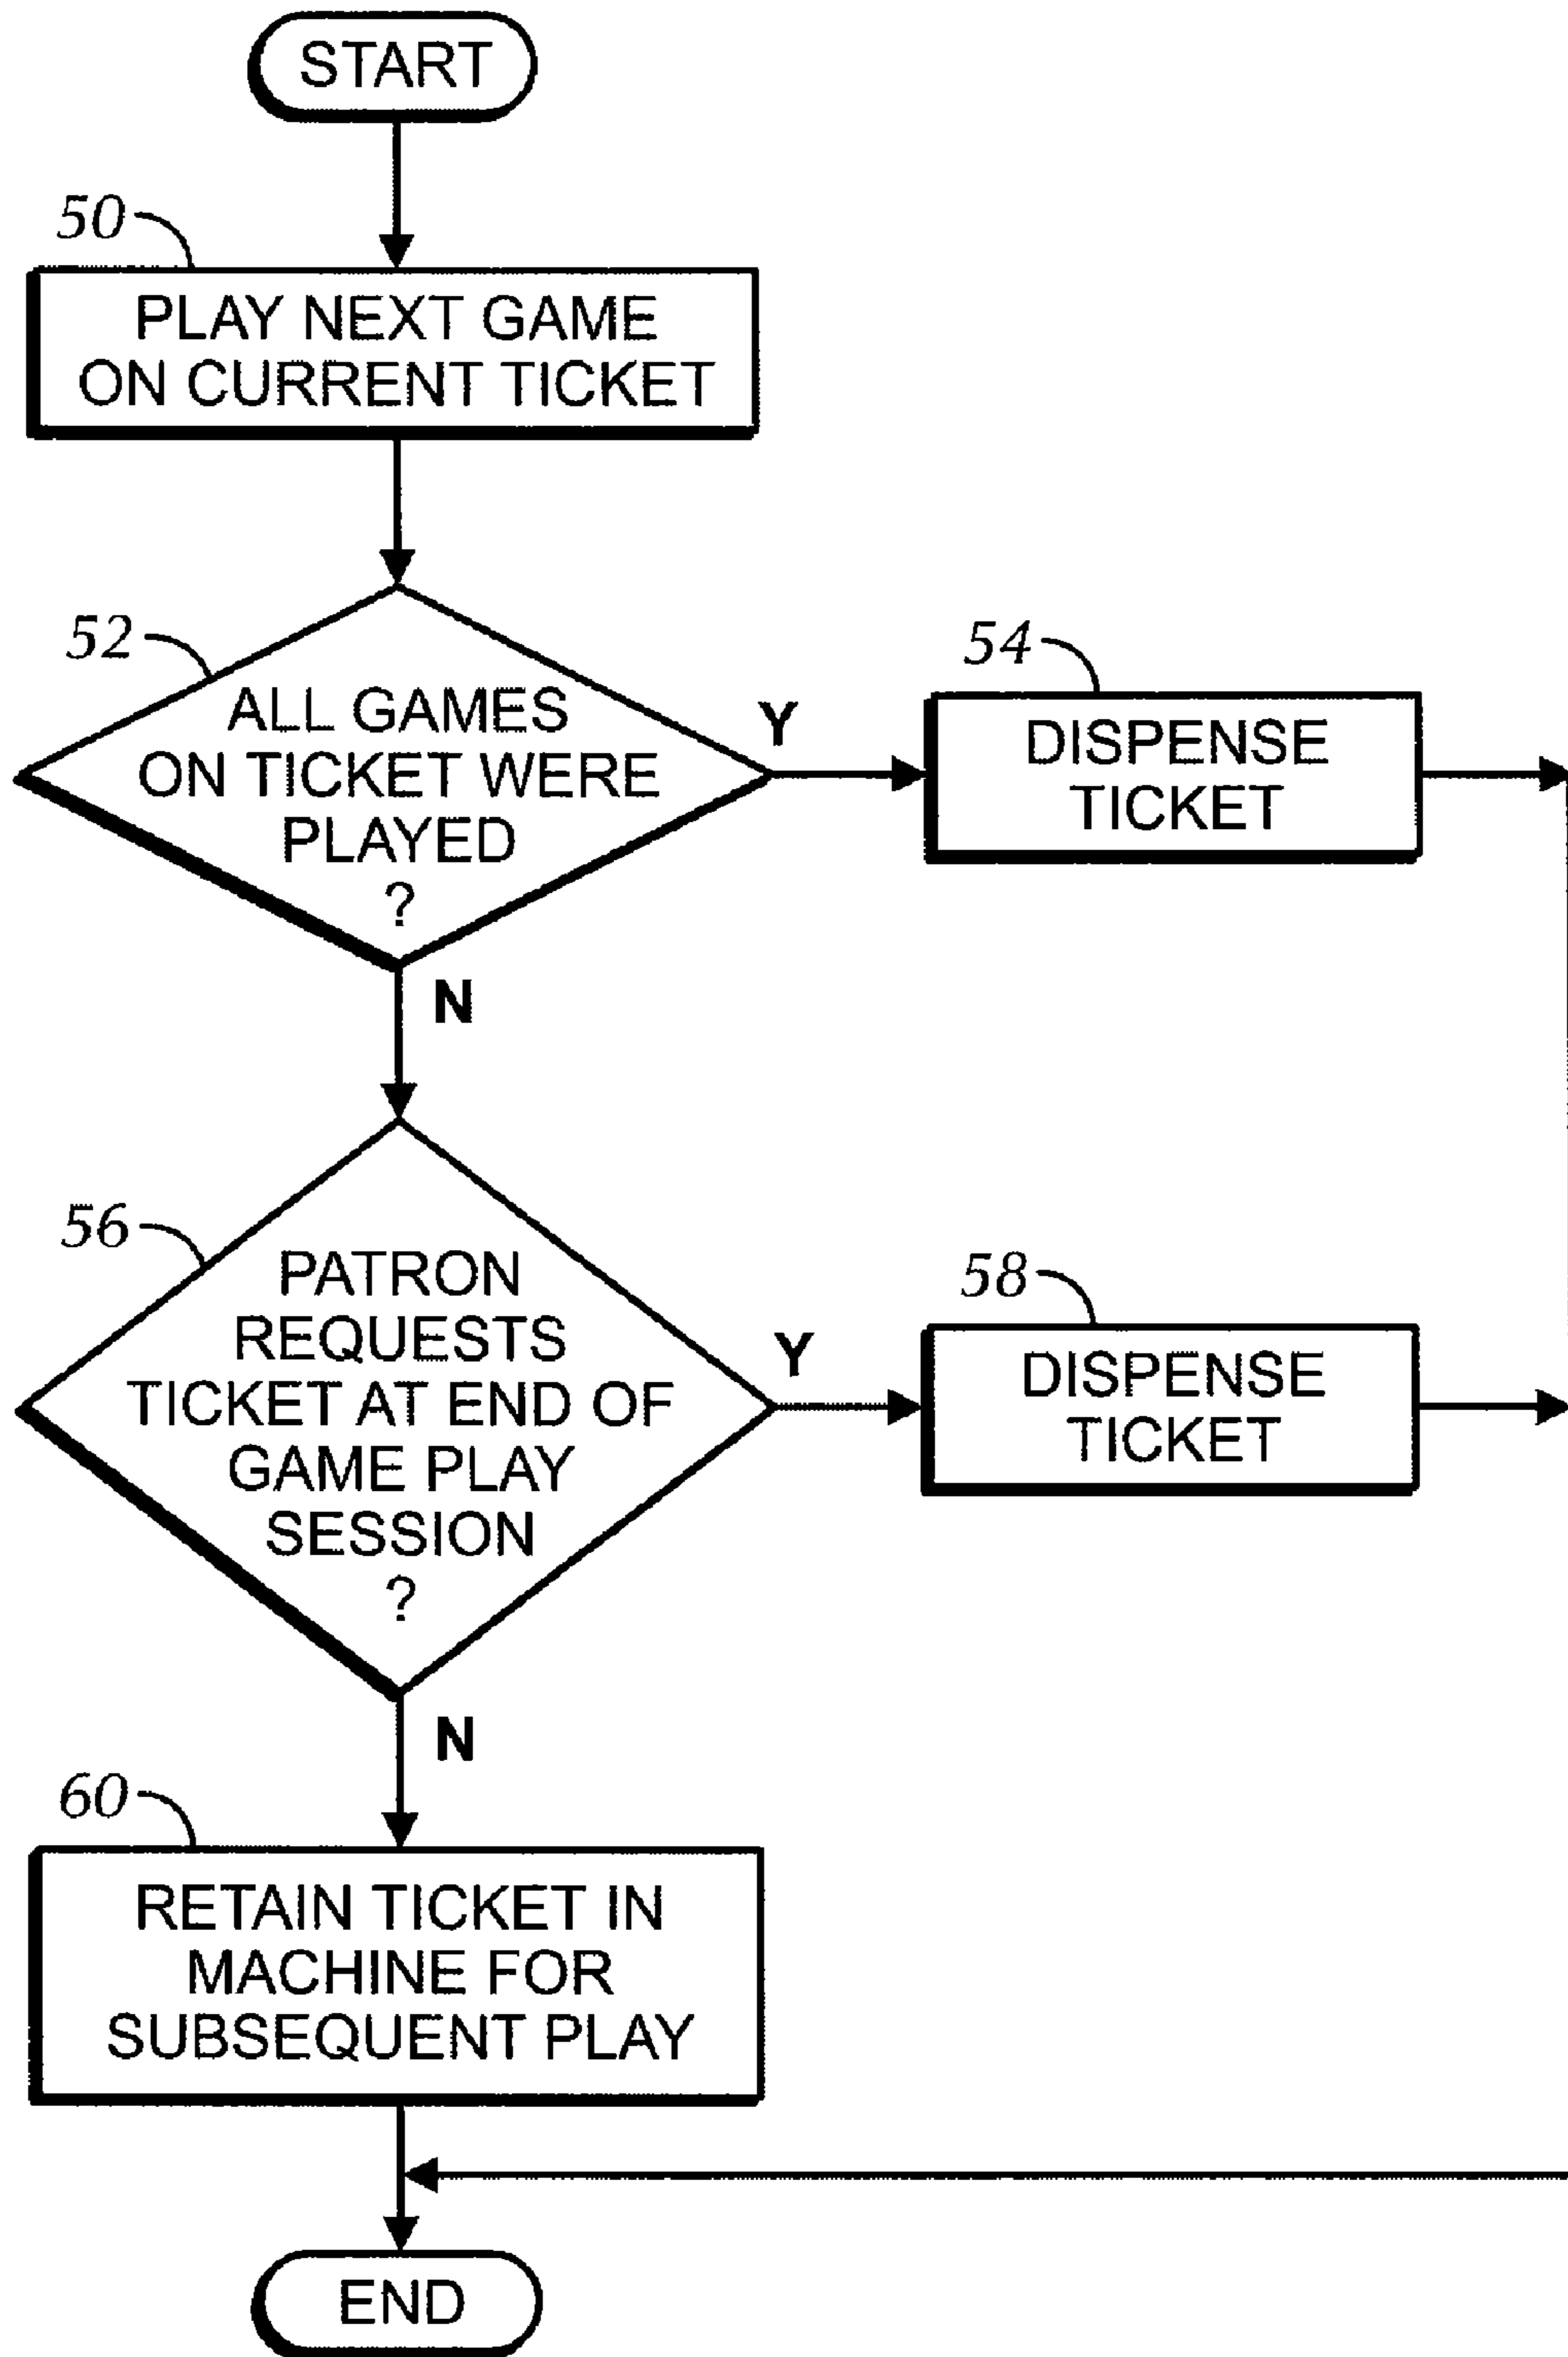 START
50
PLAY NEXT GAME
ON CURRENT TICKET
52
ALL GAMES
ON TICKET WERE
PLAYED
?
Y
54
DISPENSE
TICKET
N
56
PATRON
REQUESTS
TICKET AT END OF
GAME PLAY
SESSION
?
Y
58
DISPENSE
TICKET
N
60
RETAIN TICKET IN
MACHINE FOR
SUBSEQUENT PLAY
END